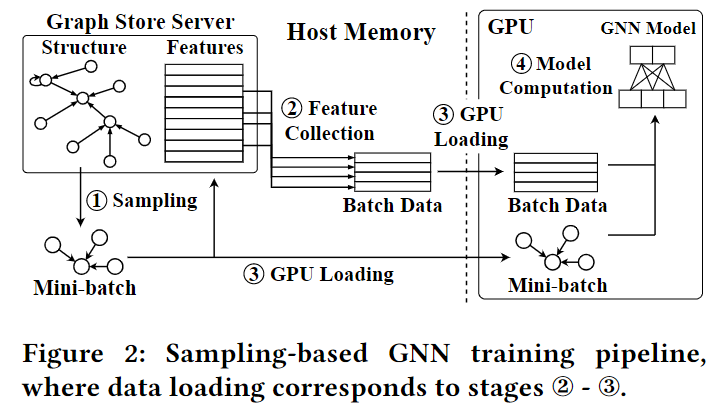 Graph Store Server
Structure
Features
Host Memory
GPU
GNN Model
④ Model
Computation
② Feature
Collection
③ GPU
Loading
① Sampling
Batch Data
Batch Data
Mini-batch
③ GPU Loading
Mini-batch
Figure 2: Sampling-based GNN training pipeline,
where data loading corresponds to stages ② - ③.